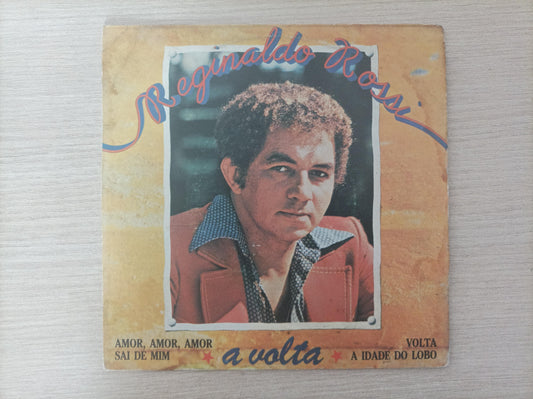 Reginaldo Rossi
AMOR, AMOR, AMOR
SAI DE MIM
a volta
VOLTA
A IDADE DO LOBO